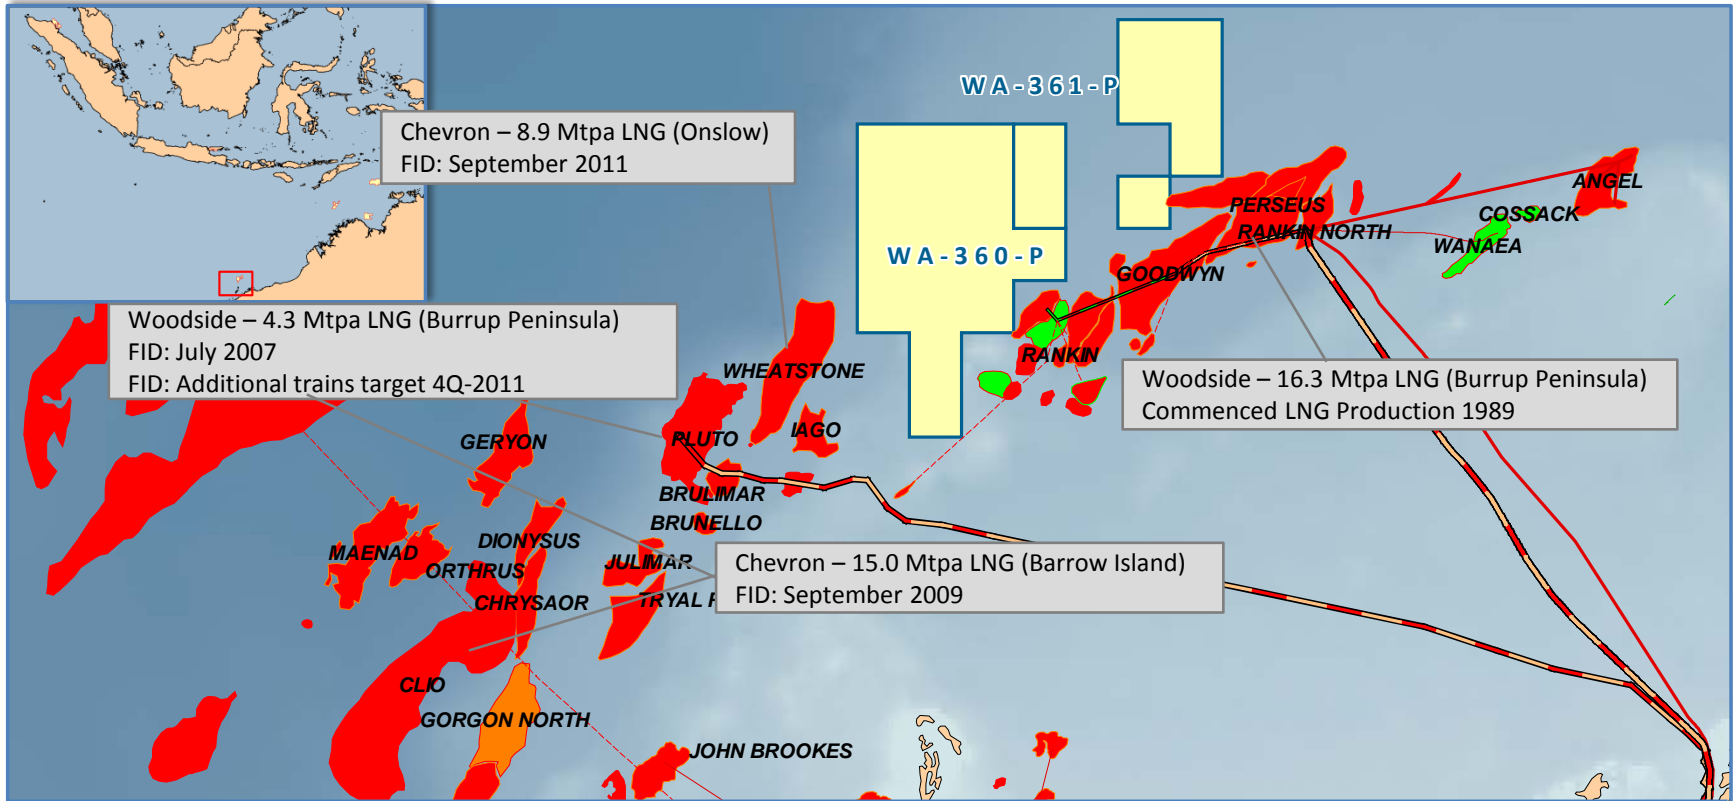 WA-361-P
Chevron – 8.9 Mtpa LNG (Onslow)
FID: September 2011
ANGEL
PERSEUS
COSSACK
RANKIN NORTH
WANAEA
WA-360-P
GOODWYN
Woodside – 4.3 Mtpa LNG (Burrup Peninsula)
FID: July 2007
FID: Additional trains target 4Q-2011
RANKIN
WHEATSTONE
Woodside – 16.3 Mtpa LNG (Burrup Peninsula)
Commenced LNG Production 1989
GERYON
PLUTO
IAGO
BRULIMAR
BRUNELLO
DIONYSUS
MAENAD
ORTHRUS
JULIMAR
Chevron – 15.0 Mtpa LNG (Barrow Island)
FID: September 2009
CHRYSAOR
TRYAL
CLIO
GORGON NORTH
JOHN BROOKES